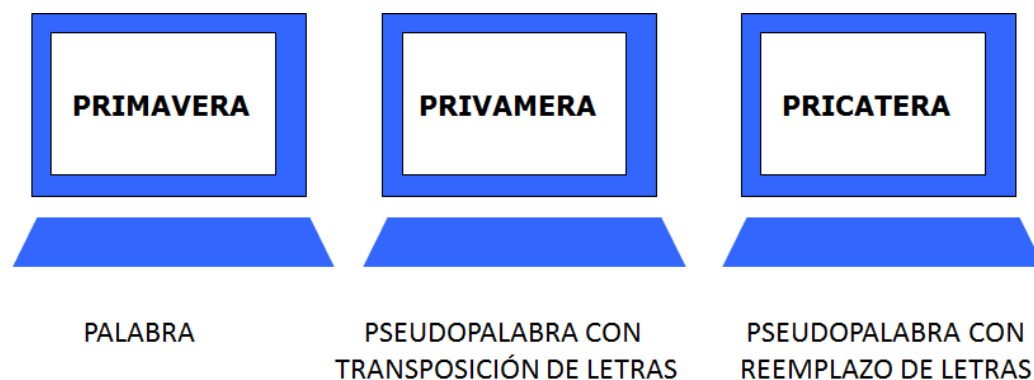 PRIMAVERA
PRIVAMERA
PRICATERA
PALABRA
PSEUDOPALABRA CON
TRANSPOSICIÓN DE LETRAS
PSEUDOPALABRA CON
REEMPLAZO DE LETRAS